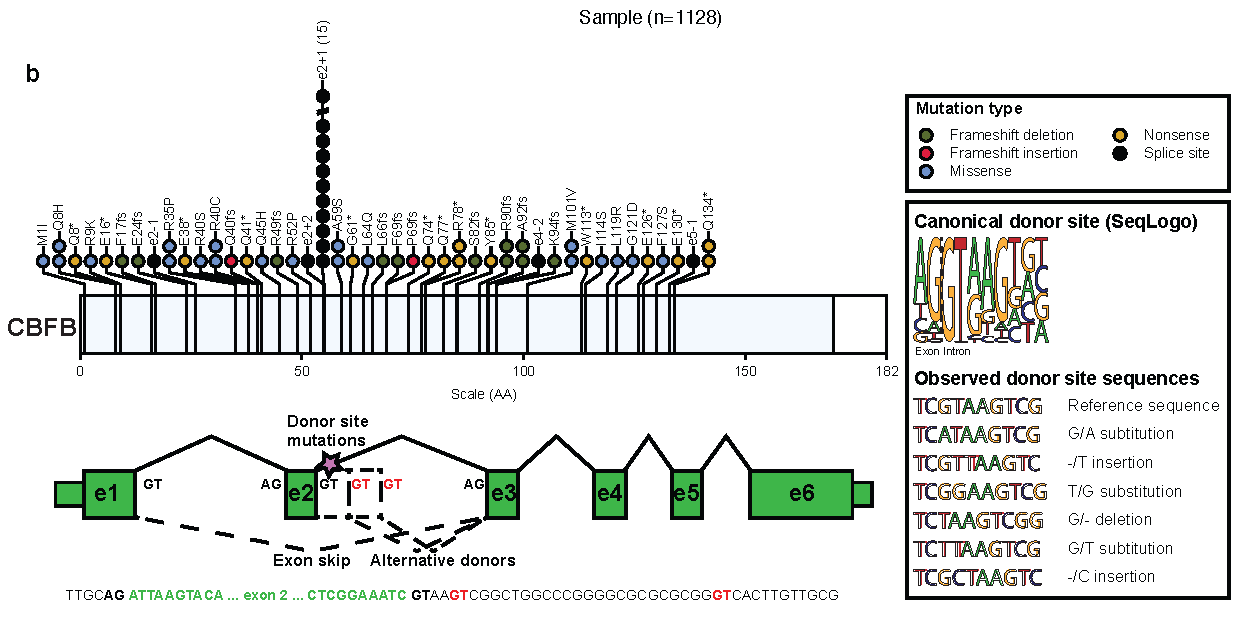 Sample (n=1128)
b
M1I
Q8H
Q8*
R9K
E16*
F17fs
E24fs
e2-1
R35P
E38*
R40S
R40C
Q40fs
Q41*
Q45H
R49fs
R52P
e2+2
e2+1 (15)
A59S
G61*
L64Q
L66fs
F69fs
P69fs
Q74*
Q77*
R78*
S82fs
Y85*
R90fs
A92fs
e4-2
K94fs
M101V
W113*
I114S
L119R
G121D
E126*
F127S
E130*
e5-1
Q134*
CBFB
0 50 100 150 182
Scale (AA)
Mutation type
Frameshift deletion
Frameshift insertion
Missense
Nonsense
Splice site
Canonical donor site (SeqLogo)
Exon Intron
Observed donor site sequences
TCGTAAGTCG Reference sequence
TCATAAGTCG G/A subtitution
TCGTTAAGTC -/T insertion
TCGGAAGTCG T/G substitution
TCTAAGTCGG G/- deletion
TCTTAAGTCG G/T subtitution
TCGCTAAGTC -/C insertion
Donor site
mutations
e1 GT AG e2 GT GT GT AG e3 e4 e5 e6
Exon skip Alternative donors
TTGCAG ATTAAGTACA ... exon 2 ... CTCGGAAATC GTAAGTCGGCTGGCCCGGGGCGCGCGCGGGTCACTTGTTGCG